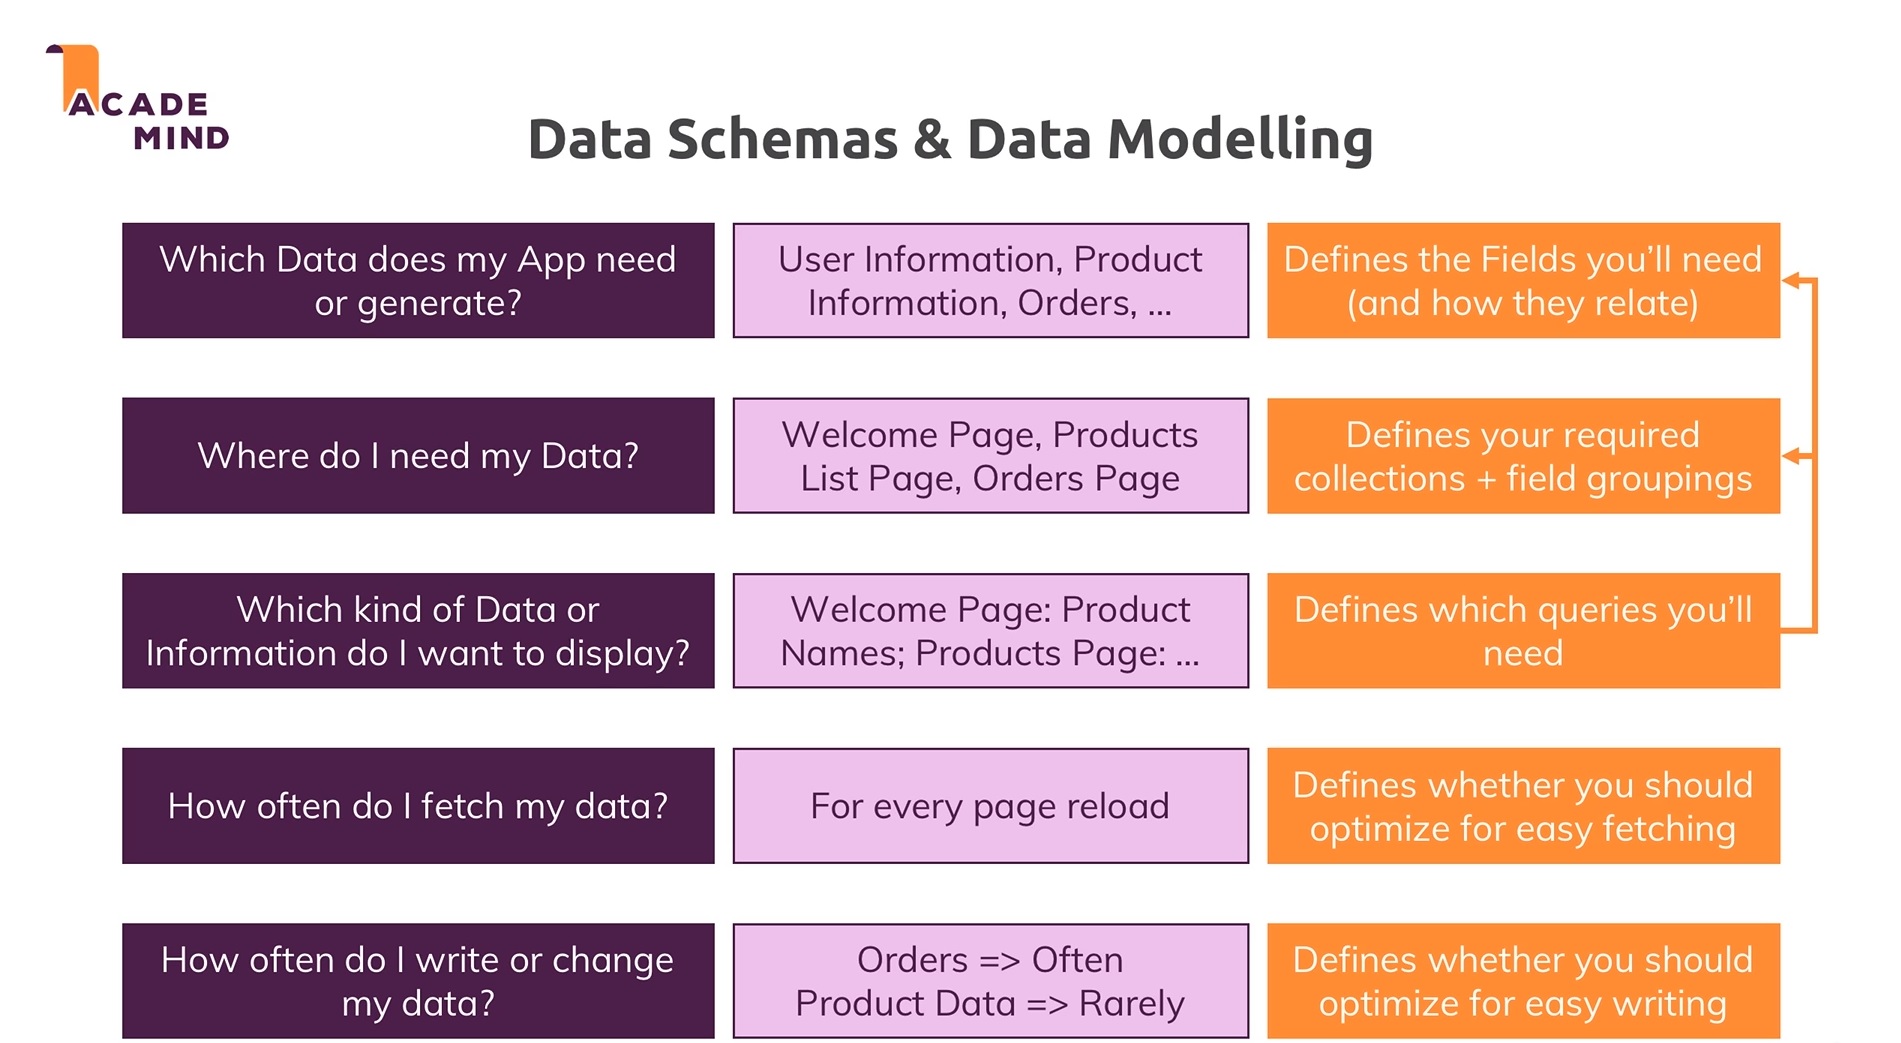 ACADE
MIND
Data Schemas & Data Modelling
Which Data does my App need
or generate?
User Information, Product
Information, Orders, ...
Defines the Fields you’ll need
(and how they relate)
Where do I need my Data?
Welcome Page, Products
List Page, Orders Page
Defines your required
collections + field groupings
Which kind of Data or
Information do I want to display?
Welcome Page: Product
Names; Products Page: ...
Defines which queries you’ll
need
How often do I fetch my data?
For every page reload
Defines whether you should
optimize for easy fetching
How often do I write or change
my data?
Orders => Often
Product Data => Rarely
Defines whether you should
optimize for easy writing